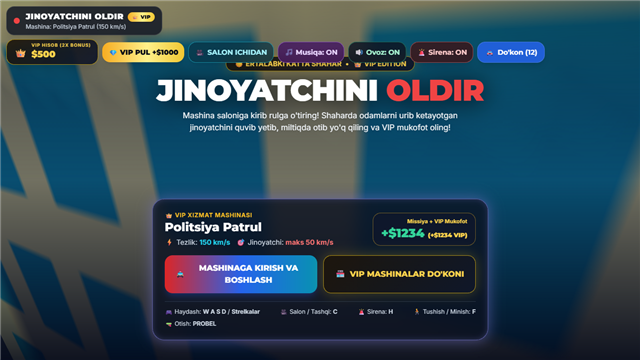 JINOYATCHINI OLDIR VIP
Mashina: Politsiya Patrul (150 km/s)
VIP HISOB (2X BONUS)
$500
VIP PUL +$1000
SALON ICHIDAN
Musiqa: ON
Ovoz: ON
Sirena: ON
Do'kon (12)
ERTALABKI KATTA SHAHAR • VIP EDITION
JINOYATCHINI OLDIR
Mashina saloniga kirib rulga o'tiring! Shaharda odamlarni urib ketayotgan
jinoyatchini quvib yetib, miltiqda otib yo'q qiling va VIP mukofot oling!
VIP XIZMAT MASHINASI
Politsiya Patrul
Tezlik: 150 km/s Jinoyatchi: maks 50 km/s
Missiya + VIP Mukofot
+$1234 (+$1234 VIP)
MASHINAGA KIRISH VA
BOSHLASH
VIP MASHINALAR DO'KONI
Haydash: W A S D / Strelkalar
Salon / Tashqi: C
Sirena: H
Tushish / Minish: F
Otish: PROBEL